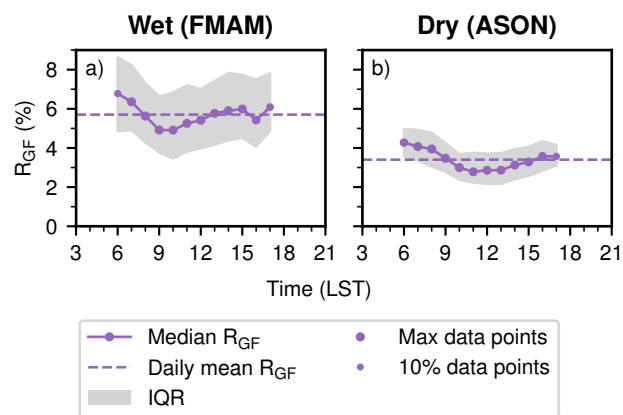 Wet (FMAM) Dry (ASON)
a) b)
8
6
4
2
0
R_GF (%)
3 6 9 12 15 18 21 3 6 9 12 15 18 21
Time (LST)
Median R_GF Max data points
Daily mean R_GF 10% data points
IQR